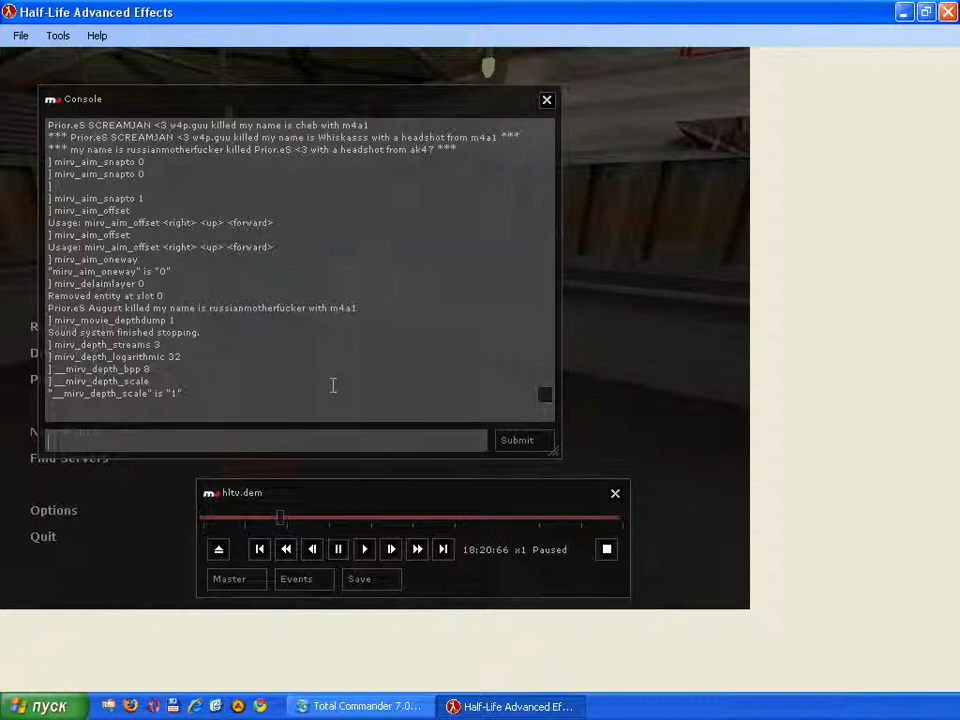 Half-Life Advanced Effects
File Tools Help
Console
Prior.eS SCREAMJAN <3 w4p.guu killed my name is cheb with m4a1
*** Prior.eS SCREAMJAN <3 w4p.guu killed my name is Whiskasss with a headshot from m4a1 ***
*** my name is russianmotherfucker killed Prior.eS <3 with a headshot from ak47 ***
] mirv_aim_snapto 0
] mirv_aim_snapto 0
]
] mirv_aim_snapto 1
] mirv_aim_offset
Usage: mirv_aim_offset <right> <up> <forward>
] mirv_aim_offset
Usage: mirv_aim_offset <right> <up> <forward>
] mirv_aim_oneway
"mirv_aim_oneway" is "0"
] mirv_delaimlayer 0
Removed entity at slot 0
Prior.eS August killed my name is russianmotherfucker with m4a1
] mirv_movie_depthdump 1
Sound system finished stopping.
] mirv_depth_streams 3
] mirv_depth_logarithmic 32
] __mirv_depth_bpp 8
] __mirv_depth_scale
"__mirv_depth_scale" is "1"
Submit
Find Servers
Options
Quit
hltv.dem
18:20:66 x1 Paused
Master Events Save
пуск
Total Commander 7.0...
Half-Life Advanced Ef...